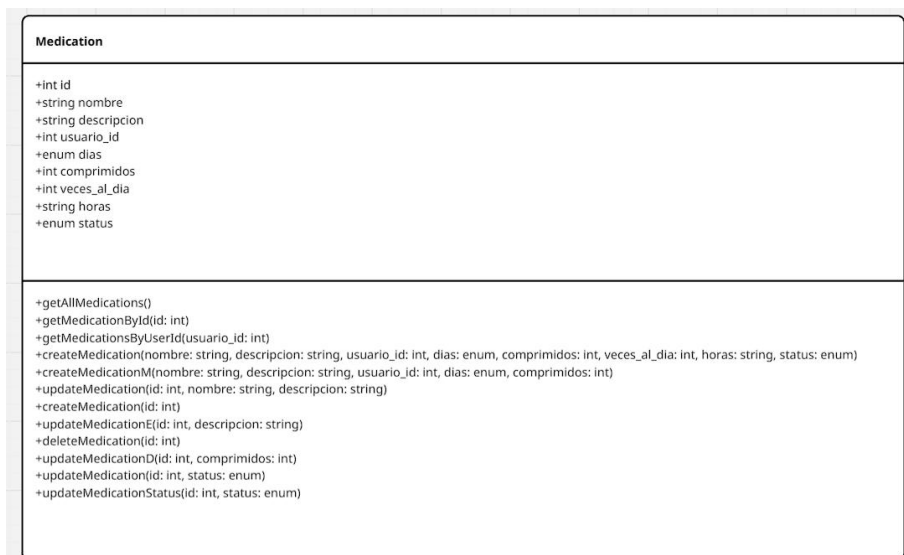 Medication
+int id
+string nombre
+string descripcion
+int usuario_id
+enum dias
+int comprimidos
+int veces_al_dia
+string horas
+enum status
+getAllMedications()
+getMedicationById(id: int)
+getMedicationsByUserId(usuario_id: int)
+createMedication(nombre: string, descripcion: string, usuario_id: int, dias: enum, comprimidos: int, veces_al_dia: int, horas: string, status: enum)
+createMedicationM(nombre: string, descripcion: string, usuario_id: int, dias: enum, comprimidos: int)
+updateMedication(id: int, nombre: string, descripcion: string)
+createMedication(id: int)
+updateMedicationE(id: int, descripcion: string)
+deleteMedication(id: int)
+updateMedicationD(id: int, comprimidos: int)
+updateMedication(id: int, status: enum)
+updateMedicationStatus(id: int, status: enum)